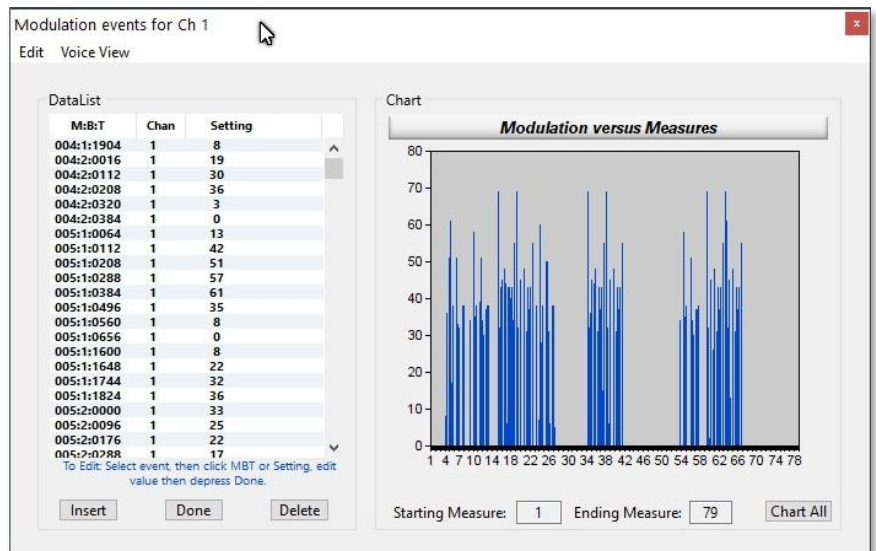 Modulation events for Ch 1
x
Edit Voice View
DataList
M:B:T Chan Setting
004:1:1904 1 8
004:2:0016 1 19
004:2:0112 1 30
004:2:0208 1 36
004:2:0320 1 3
004:2:0384 1 0
005:1:0064 1 13
005:1:0112 1 42
005:1:0208 1 51
005:1:0288 1 57
005:1:0384 1 61
005:1:0496 1 35
005:1:0560 1 8
005:1:0656 1 0
005:1:1600 1 8
005:1:1648 1 22
005:1:1744 1 32
005:1:1824 1 36
005:2:0000 1 33
005:2:0096 1 25
005:2:0176 1 22
005:2:0288 1 17
To Edit: Select event, then click MBT or Setting, edit
value then depress Done.
Insert Done Delete
Chart
Modulation versus Measures
80
70
60
50
40
30
20
10
0
1 4 7 10 14 18 22 26 30 34 38 42 46 50 54 58 62 66 70 74 78
Starting Measure: 1 Ending Measure: 79 Chart All